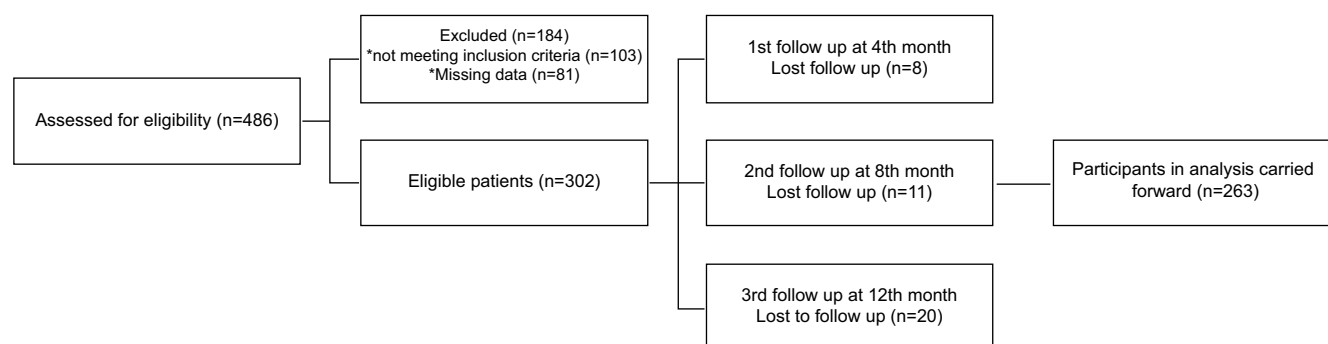 Assessed for eligibility (n=486)
Excluded (n=184)
*not meeting inclusion criteria (n=103)
*Missing data (n=81)
Eligible patients (n=302)
1st follow up at 4th month
Lost follow up (n=8)
2nd follow up at 8th month
Lost follow up (n=11)
3rd follow up at 12th month
Lost to follow up (n=20)
Participants in analysis carried
forward (n=263)